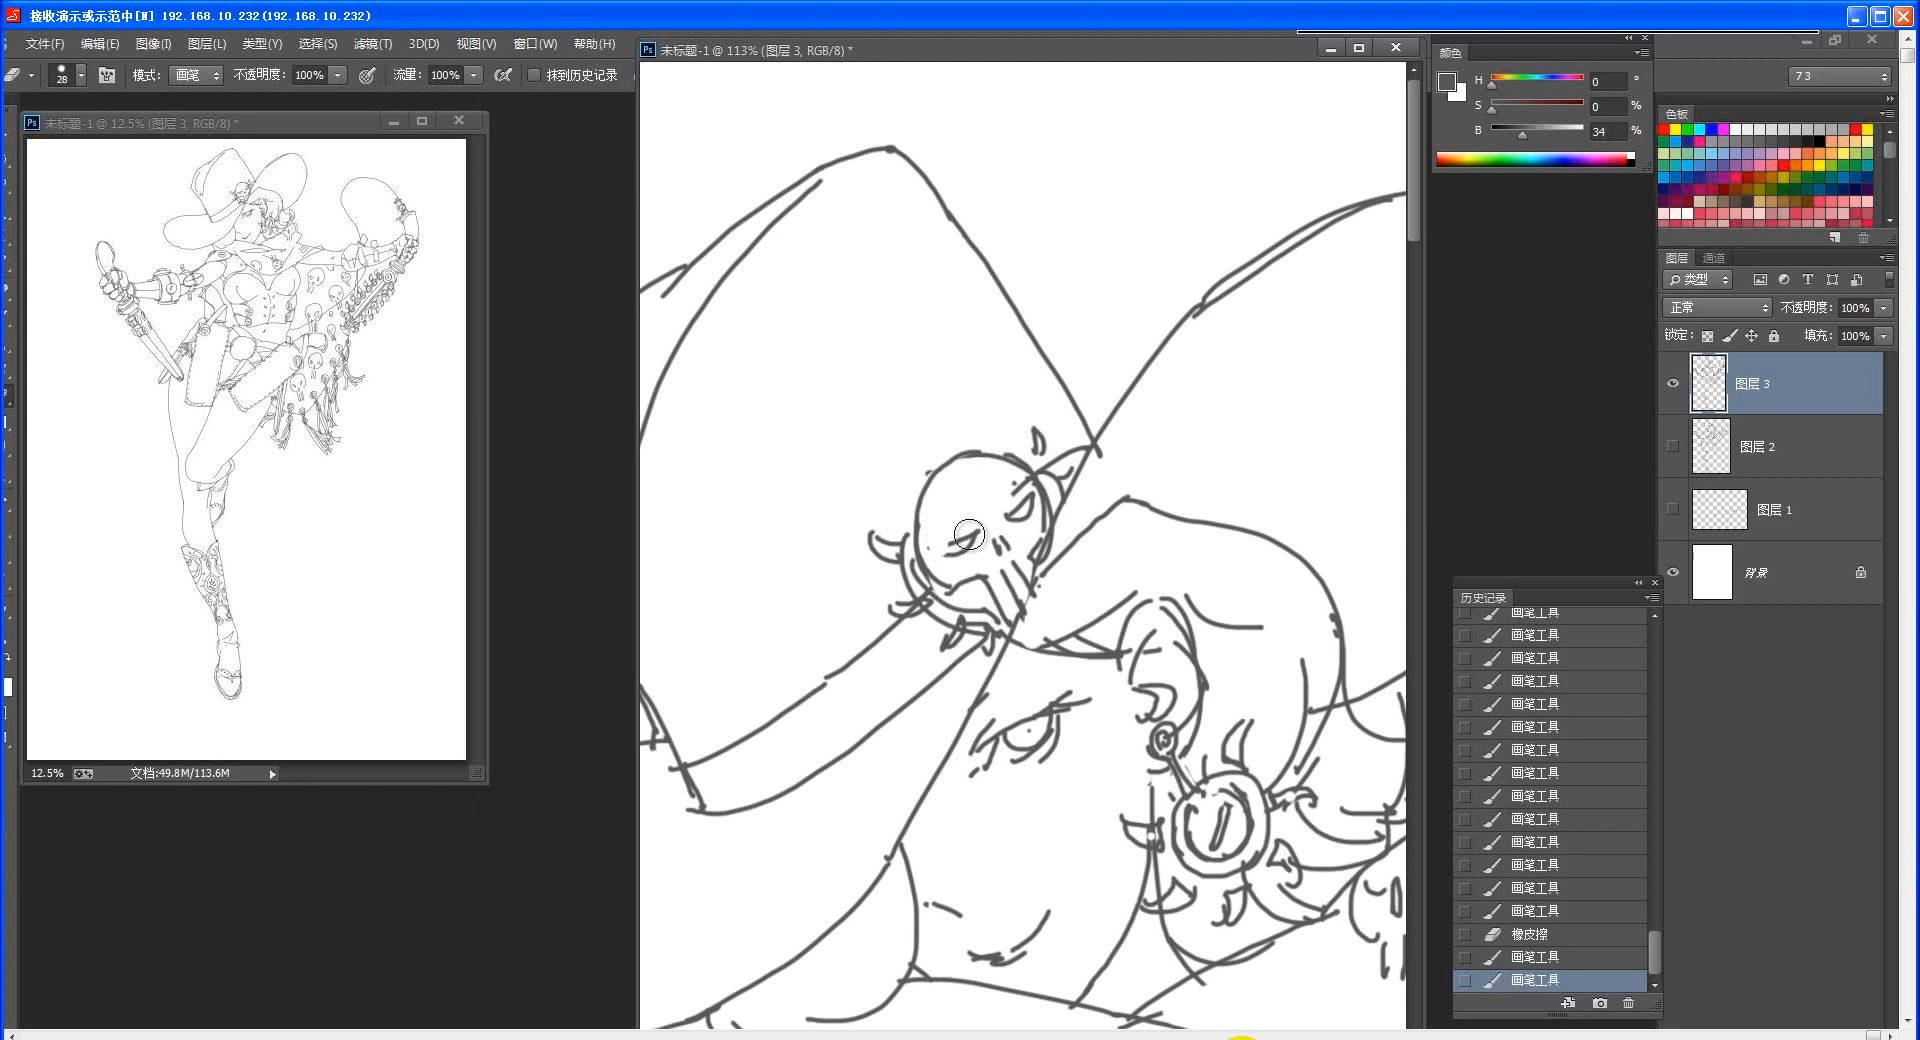 接收演示或示范中[W] 192.168.10.232(192.168.10.232)
文件(F) 编辑(E) 图像(I) 图层(L) 类型(Y) 选择(S) 滤镜(T) 3D(D) 视图(V) 窗口(W) 帮助(H)
28 模式: 画笔 不透明度: 100% 流量: 100% 抹到历史记录
73
Ps 未标题-1 @ 12.5% (图层 3, RGB/8) *
12.5% 文档:49.8M/113.6M
Ps 未标题-1 @ 113% (图层 3, RGB/8) *
颜色
H 0 °
S 0 %
B 34 %
色板
图层 通道
类型
正常 不透明度: 100%
锁定: 填充: 100%
图层 3
图层 2
图层 1
背景
历史记录
画笔工具
画笔工具
画笔工具
画笔工具
画笔工具
画笔工具
画笔工具
画笔工具
画笔工具
画笔工具
画笔工具
画笔工具
画笔工具
画笔工具
橡皮擦
画笔工具
画笔工具